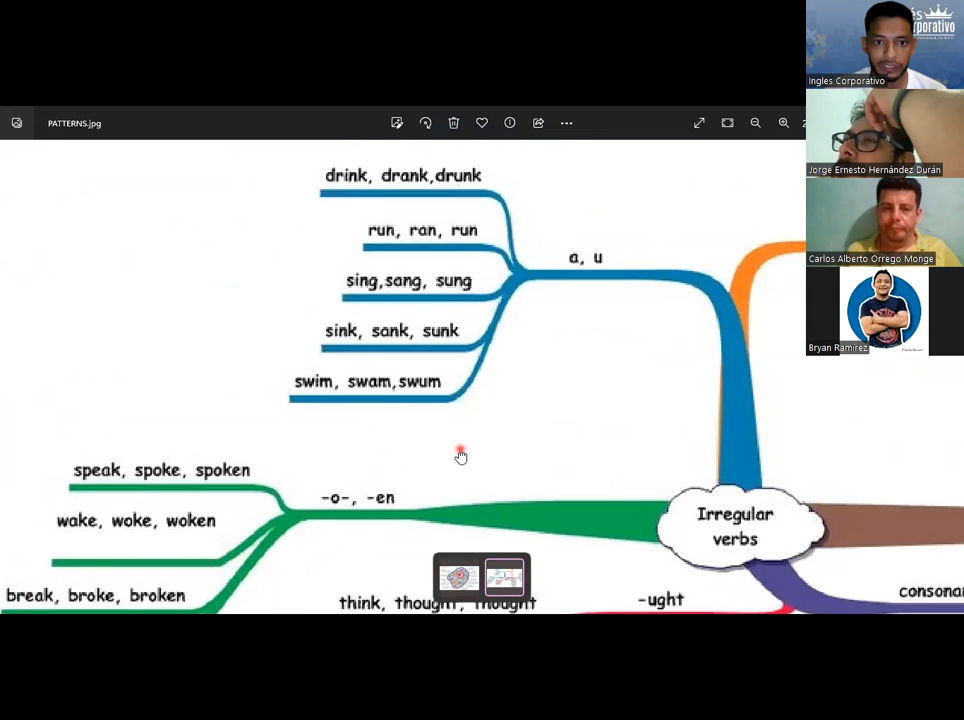 PATTERNS.jpg
drink, drank,drunk
run, ran, run
a, u
sing,sang, sung
sink, sank, sunk
swim, swam,swum
speak, spoke, spoken
-o-, -en
wake, woke, woken
Irregular
verbs
break, broke, broken
think, thought, thought
-ught
Ingles Corporativo
Jorge Ernesto Hernández Durán
Carlos Alberto Orrego Monge
Bryan Ramirez